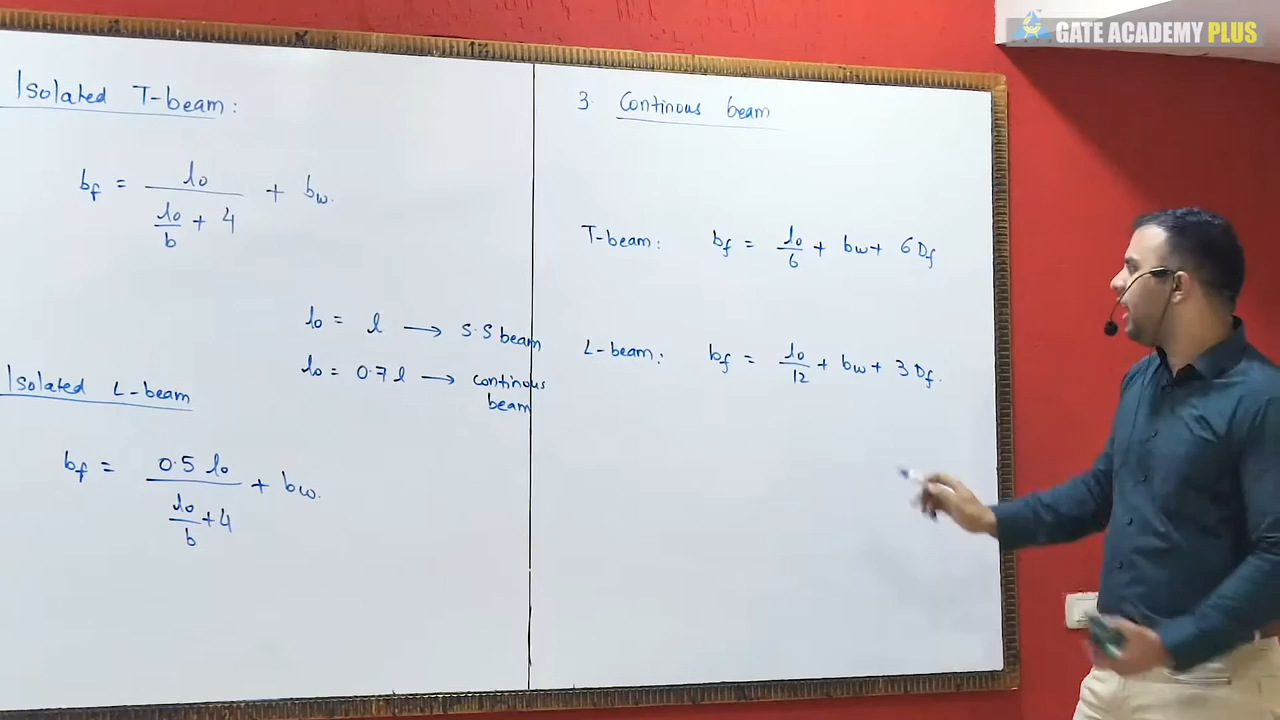 GATE ACADEMY PLUS
Isolated T-beam:
bf = lo / (lo/b + 4) + bw.
lo = l → S.S beam
lo = 0.7 l → continous
beam
Isolated L-beam
bf = 0.5 lo / (lo/b + 4) + bw.
3. Continous beam
T-beam: bf = lo/6 + bw + 6 Df
L-beam: bf = lo/12 + bw + 3 Df.